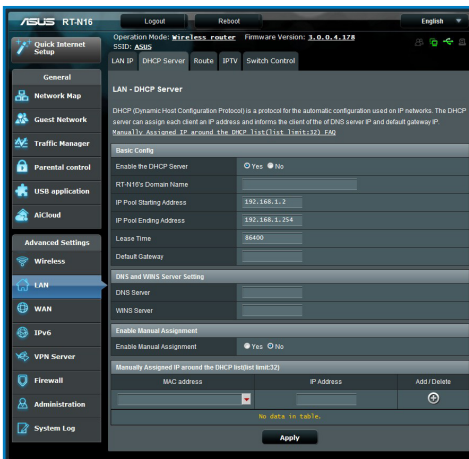 ASUS RT-N16 Logout Reboot English
Quick Internet Setup
Operation Mode: Wireless router Firmware Version: 3.0.0.4.178
SSID: ASUS
LAN IP DHCP Server Route IPTV Switch Control
General
Network Map
Guest Network
Traffic Manager
Parental control
USB application
AiCloud
Advanced Settings
Wireless
LAN
WAN
IPv6
VPN Server
Firewall
Administration
System Log
LAN - DHCP Server
DHCP (Dynamic Host Configuration Protocol) is a protocol for the automatic configuration used on IP networks. The DHCP
server can assign each client an IP address and informs the client of the of DNS server IP and default gateway IP.
Manually Assigned IP around the DHCP list(list limit:32) FAQ
Basic Config
Enable the DHCP Server Yes No
RT-N16's Domain Name
IP Pool Starting Address 192.168.1.2
IP Pool Ending Address 192.168.1.254
Lease Time 86400
Default Gateway
DNS and WINS Server Setting
DNS Server
WINS Server
Enable Manual Assignment
Enable Manual Assignment Yes No
Manually Assigned IP around the DHCP list(list limit:32)
MAC address IP Address Add / Delete
No data in table.
Apply